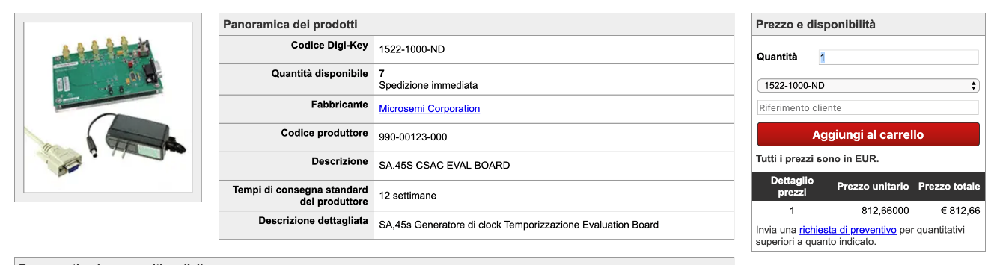 Panoramica dei prodotti
Codice Digi-Key 1522-1000-ND
Quantità disponibile 7
Spedizione immediata
Fabbricante Microsemi Corporation
Codice produttore 990-00123-000
Descrizione SA.45S CSAC EVAL BOARD
Tempi di consegna standard
del produttore 12 settimane
Descrizione dettagliata SA,45s Generatore di clock Temporizzazione Evaluation Board
Prezzo e disponibilità
Quantità 1
1522-1000-ND
Riferimento cliente
Aggiungi al carrello
Tutti i prezzi sono in EUR.
Dettaglio
prezzi Prezzo unitario Prezzo totale
1 812,66000 € 812,66
Invia una richiesta di preventivo per quantitativi
superiori a quanto indicato.